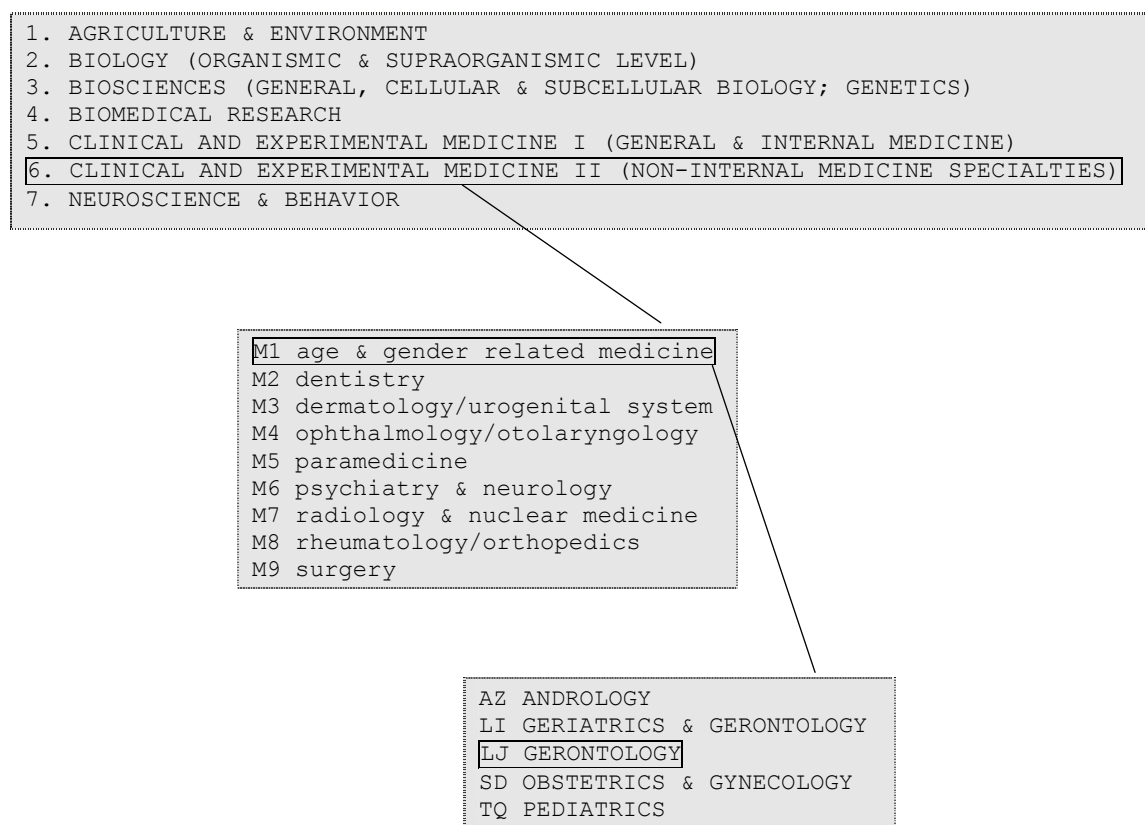 1. AGRICULTURE & ENVIRONMENT
2. BIOLOGY (ORGANISMIC & SUPRAORGANISMIC LEVEL)
3. BIOSCIENCES (GENERAL, CELLULAR & SUBCELLULAR BIOLOGY; GENETICS)
4. BIOMEDICAL RESEARCH
5. CLINICAL AND EXPERIMENTAL MEDICINE I (GENERAL & INTERNAL MEDICINE)
6. CLINICAL AND EXPERIMENTAL MEDICINE II (NON-INTERNAL MEDICINE SPECIALTIES)
7. NEUROSCIENCE & BEHAVIOR
M1 age & gender related medicine
M2 dentistry
M3 dermatology/urogenital system
M4 ophthalmology/otolaryngology
M5 paramedicine
M6 psychiatry & neurology
M7 radiology & nuclear medicine
M8 rheumatology/orthopedics
M9 surgery
AZ ANDROLOGY
LI GERIATRICS & GERONTOLOGY
LJ GERONTOLOGY
SD OBSTETRICS & GYNECOLOGY
TQ PEDIATRICS